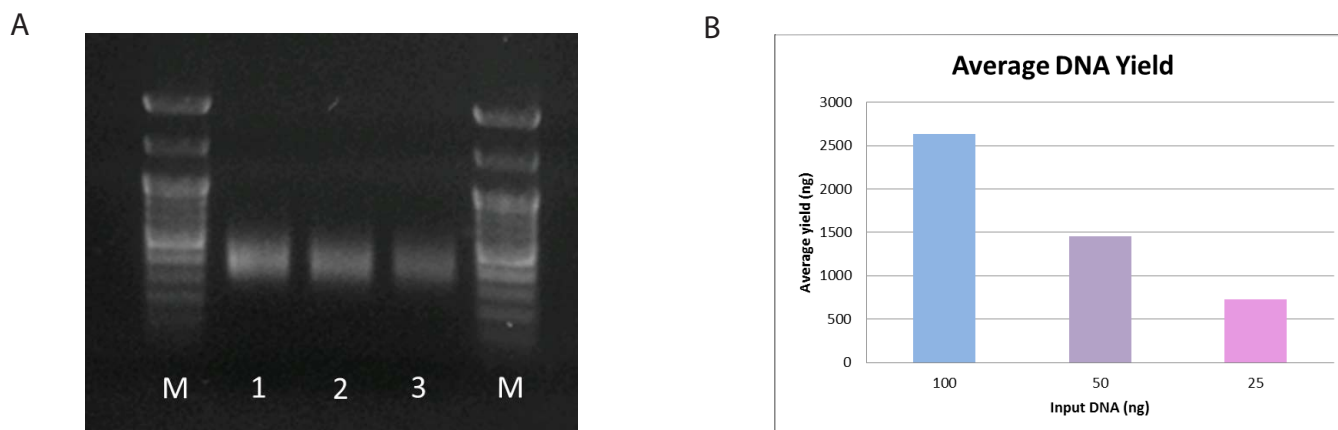 A
M 1 2 3 M
B
Average DNA Yield
Average yield (ng)
3000
2500
2000
1500
1000
500
0
100 50 25
Input DNA (ng)